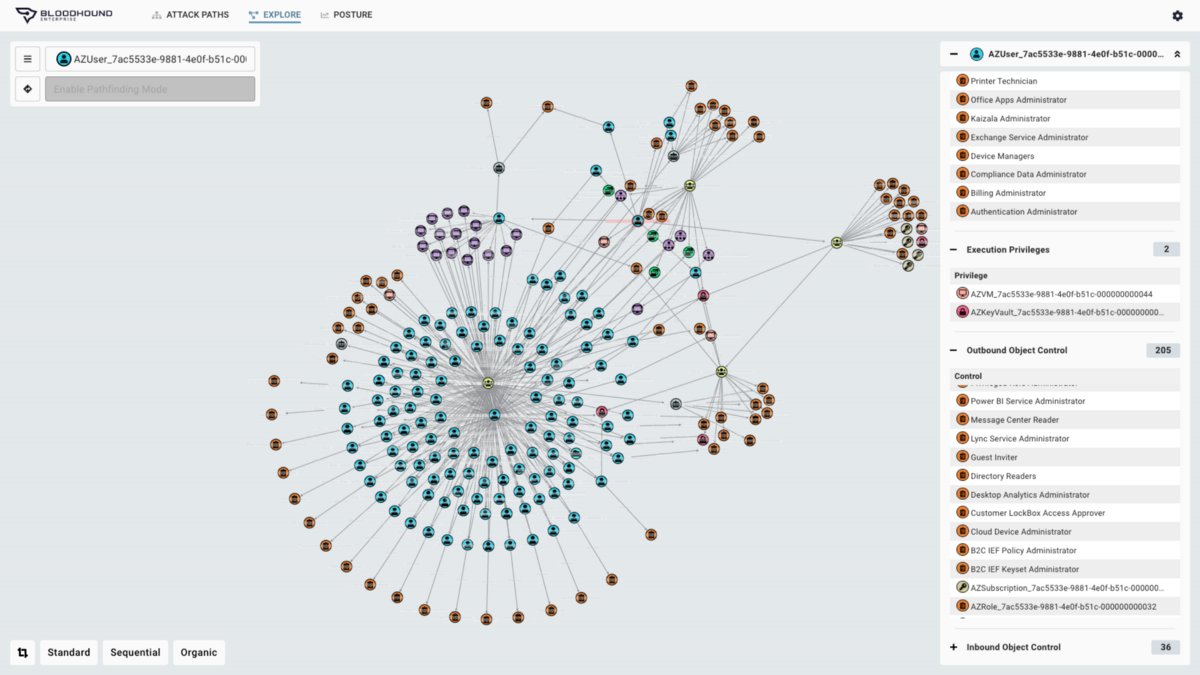 BLOODHOUND
ENTERPRISE
ATTACK PATHS
EXPLORE
POSTURE
AZUser_7ac5533e-9881-4e0f-b51c-00(
Enable Pathfinding Mode
AZUser_7ac5533e-9881-4e0f-b51c-0000...
Printer Technician
Office Apps Administrator
Kaizala Administrator
Exchange Service Administrator
Device Managers
Compliance Data Administrator
Billing Administrator
Authentication Administrator
Execution Privileges 2
Privilege
AZVM_7ac5533e-9881-4e0f-b51c-000000000044
AZKeyVault_7ac5533e-9881-4e0f-b51c-000000000...
Outbound Object Control 205
Control
Power BI Service Administrator
Message Center Reader
Lync Service Administrator
Guest Inviter
Directory Readers
Desktop Analytics Administrator
Customer LockBox Access Approver
Cloud Device Administrator
B2C IEF Policy Administrator
B2C IEF Keyset Administrator
AZSubscription_7ac5533e-9881-4e0f-b51c-000000...
AZRole_7ac5533e-9881-4e0f-b51c-000000000032
Inbound Object Control 36
Standard
Sequential
Organic